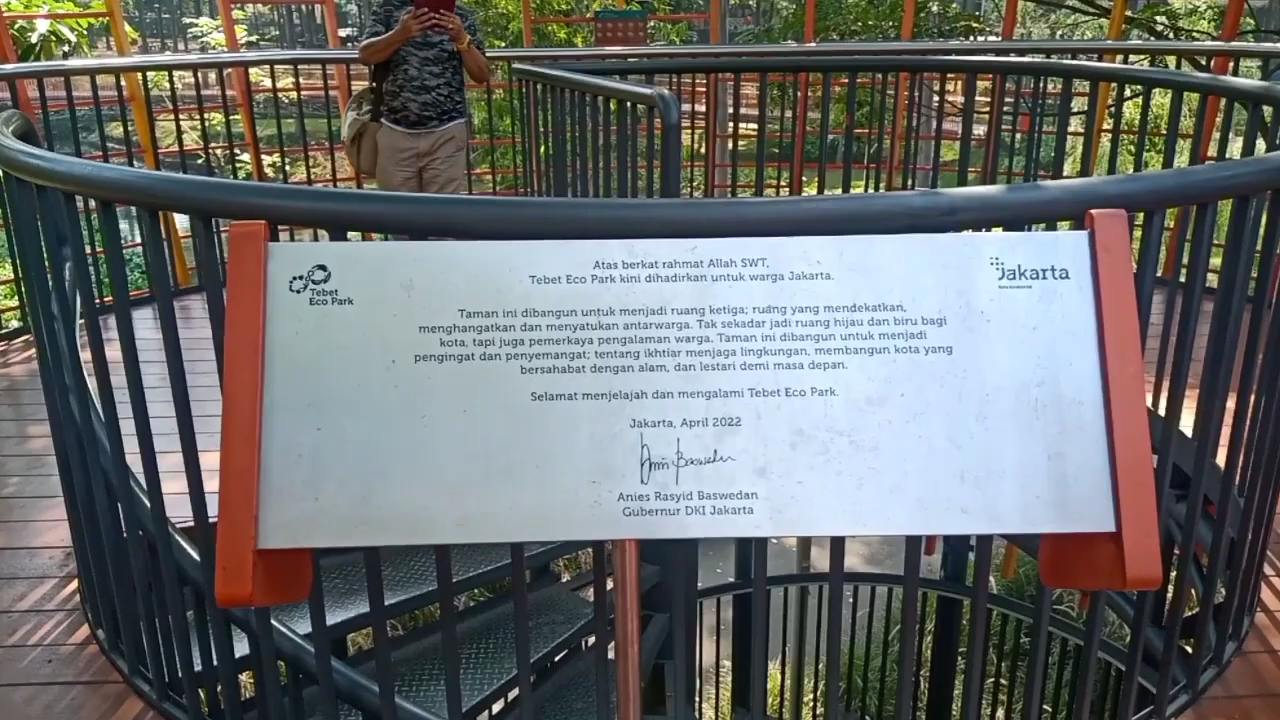 Tebet
Eco Park
Jakarta
Atas berkat rahmat Allah SWT,
Tebet Eco Park kini dihadirkan untuk warga Jakarta.
Taman ini dibangun untuk menjadi ruang ketiga; ruang yang mendekatkan,
menghangatkan dan menyatukan antarwarga. Tak sekadar jadi ruang hijau dan biru bagi
kota, tapi juga pemerkaya pengalaman warga. Taman ini dibangun untuk menjadi
pengingat dan penyemangat; tentang ikhtiar menjaga lingkungan, membangun kota yang
bersahabat dengan alam, dan lestari demi masa depan.
Selamat menjelajah dan mengalami Tebet Eco Park.
Jakarta, April 2022
Anies Rasyid Baswedan
Gubernur DKI Jakarta